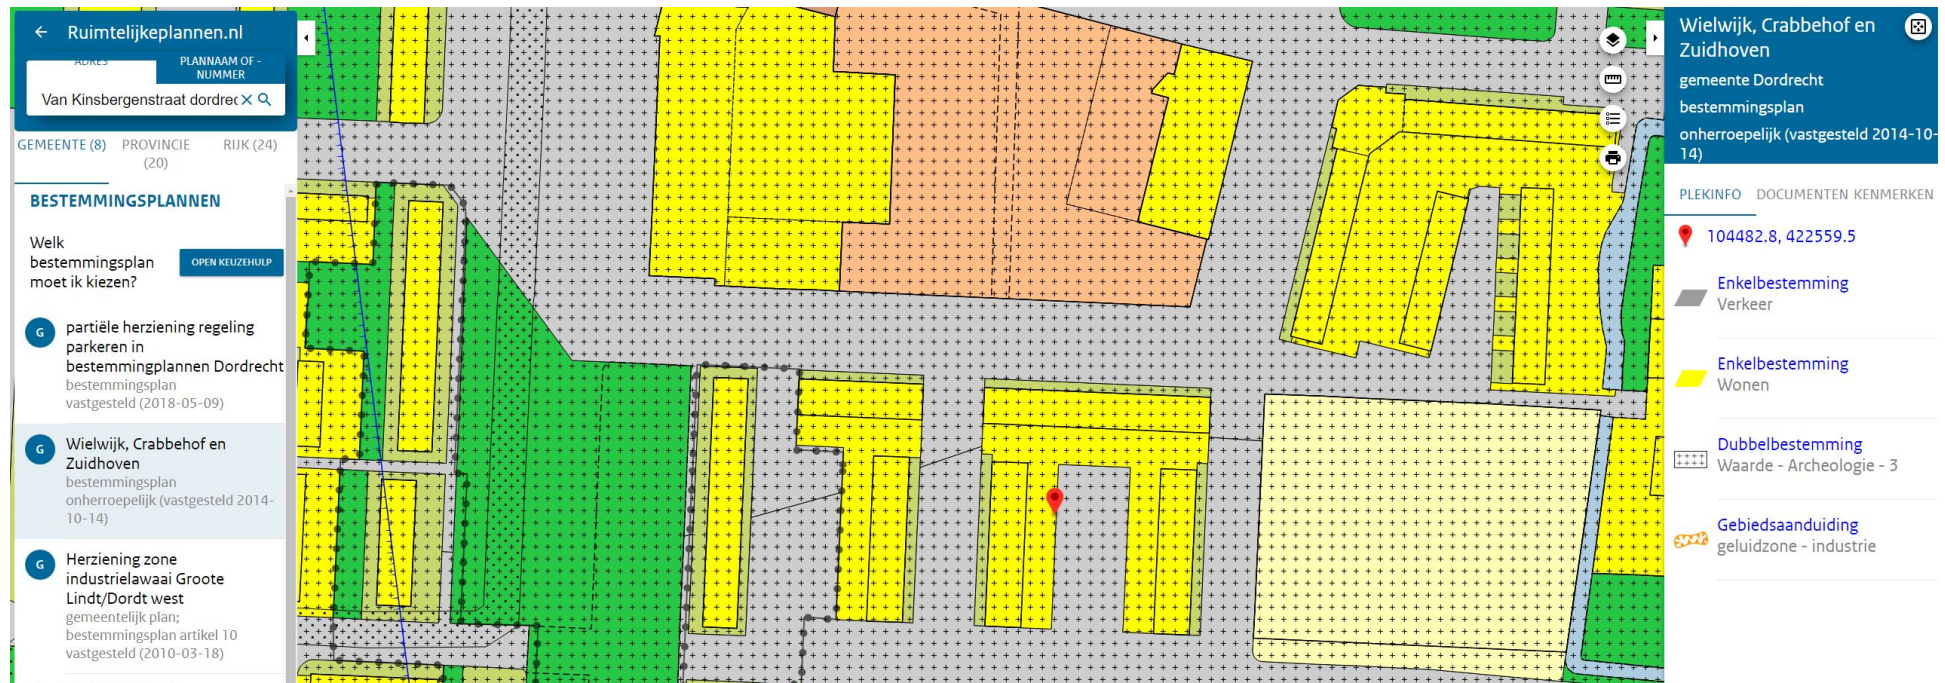 Ruimtelijkeplannen.nl
ADRES
PLANNAAM OF -
NUMMER
Van Kinsbergenstraat dordrec
GEMEENTE (8)
PROVINCIE
(20)
RIJK (24)
BESTEMMINGSPLANNEN
Welk
bestemmingsplan
moet ik kiezen?
OPEN KEUZEHULP
G
partiële herziening regeling
parkeren in
bestemmingplannen Dordrecht
bestemmingsplan
vastgesteld (2018-05-09)
G
Wielwijk, Crabbehof en
Zuidhoven
bestemmingsplan
onherroepelijk (vastgesteld 2014-
10-14)
G
Herziening zone
industrielawaai Groote
Lindt/Dordt west
gemeentelijk plan;
bestemmingsplan artikel 10
vastgesteld (2010-03-18)
Wielwijk, Crabbehof en
Zuidhoven
gemeente Dordrecht
bestemmingsplan
onherroepelijk (vastgesteld 2014-10-
14)
PLEKINFO DOCUMENTEN KENMERKEN
104482.8, 422559.5
Enkelbestemming
Verkeer
Enkelbestemming
Wonen
Dubbelbestemming
Waarde - Archeologie - 3
Gebiedsaanduiding
geluidzone - industrie